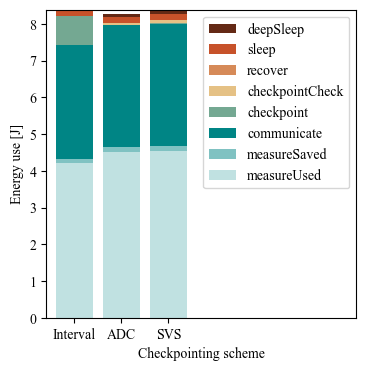 deepSleep
sleep
recover
checkpointCheck
checkpoint
communicate
measureSaved
measureUsed
Energy use [J]
8
7
6
5
4
3
2
1
0
Interval ADC SVS
Checkpointing scheme